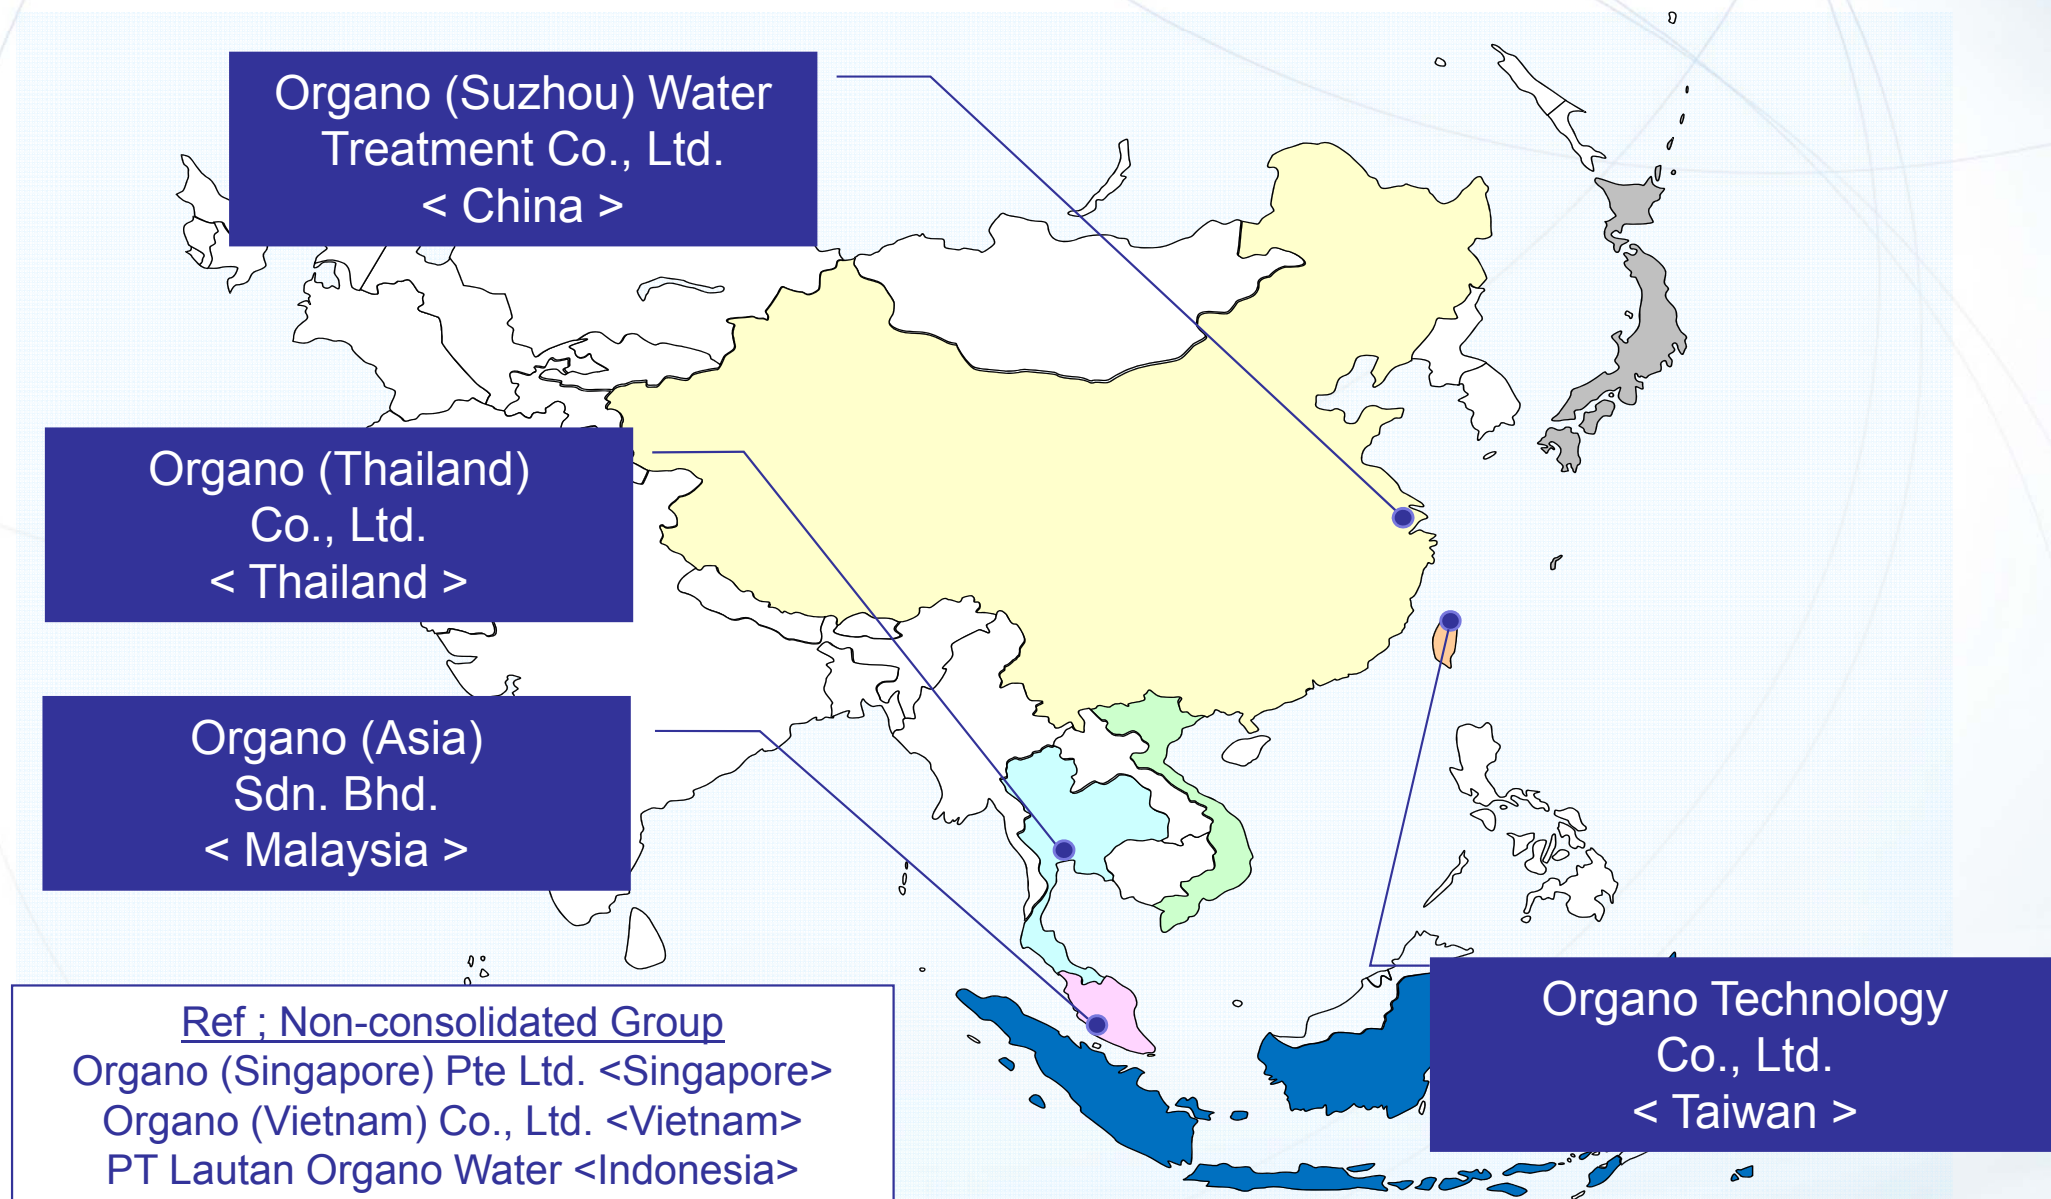 Organo (Suzhou) Water
Treatment Co., Ltd.
< China >
Organo (Thailand)
Co., Ltd.
< Thailand >
Organo (Asia)
Sdn. Bhd.
< Malaysia >
Ref ; Non-consolidated Group
Organo (Singapore) Pte Ltd. <Singapore>
Organo (Vietnam) Co., Ltd. <Vietnam>
PT Lautan Organo Water <Indonesia>
Organo Technology
Co., Ltd.
< Taiwan >